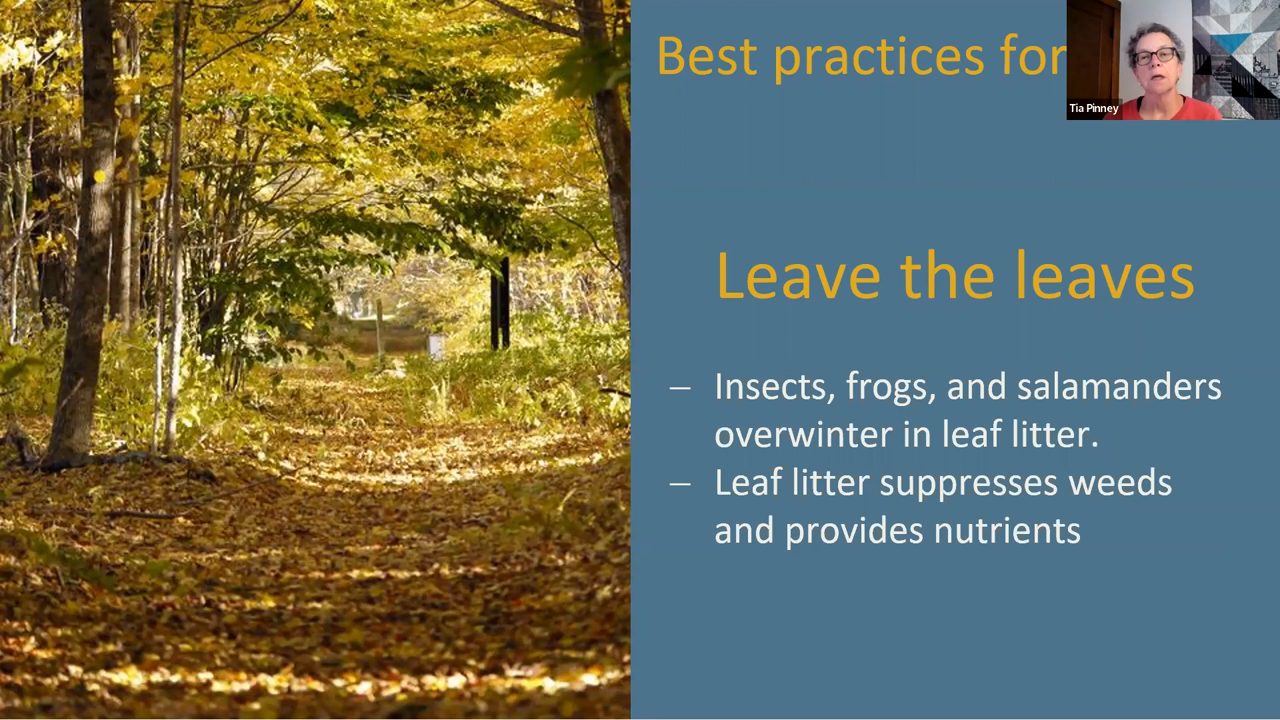 Best practices for
Tia Pinney
Leave the leaves
– Insects, frogs, and salamanders
overwinter in leaf litter.
– Leaf litter suppresses weeds
and provides nutrients